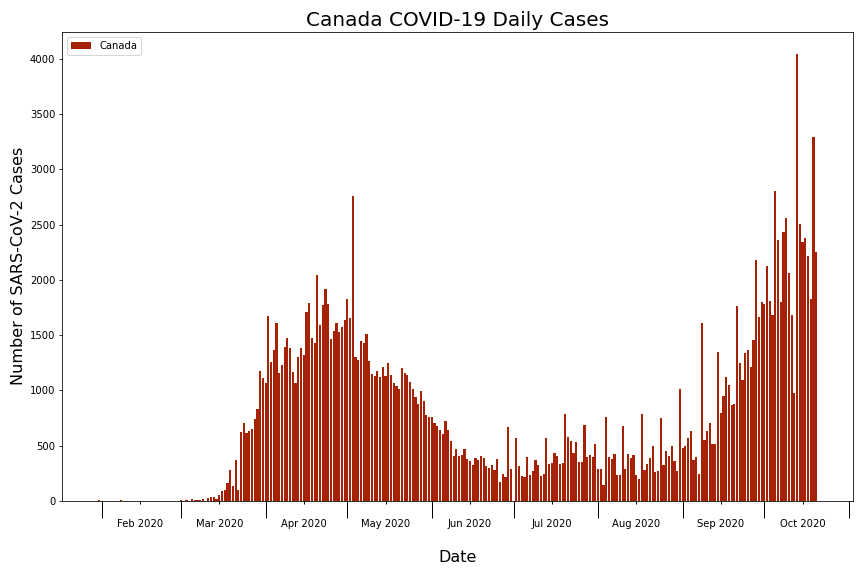 Canada COVID-19 Daily Cases
Canada
Number of SARS-CoV-2 Cases
4000
3500
3000
2500
2000
1500
1000
500
0
Feb 2020 Mar 2020 Apr 2020 May 2020 Jun 2020 Jul 2020 Aug 2020 Sep 2020 Oct 2020
Date